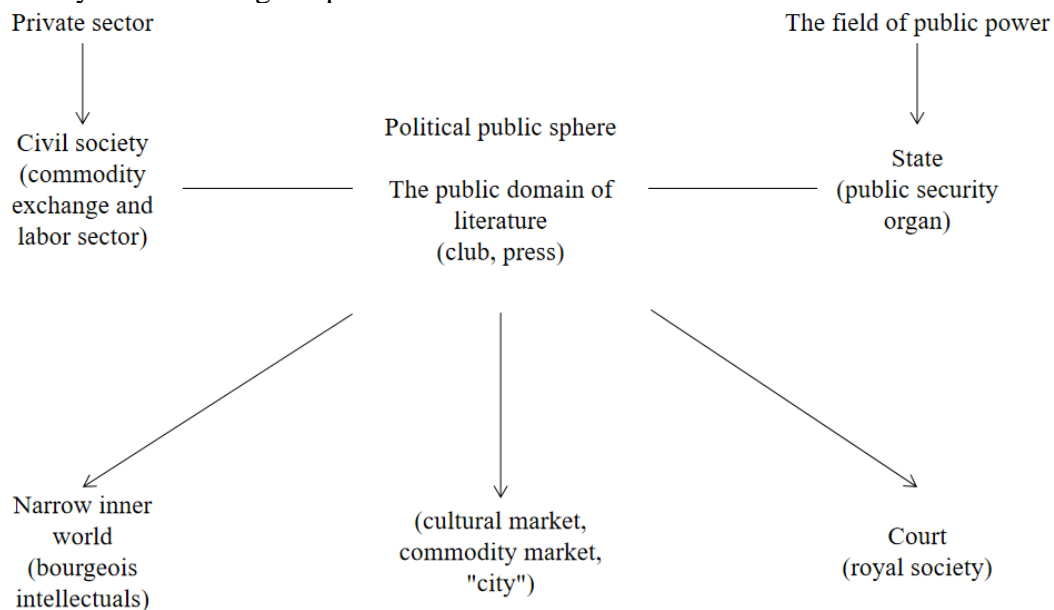 Private sector
The field of public power
Civil society
(commodity
exchange and
labor sector)
Political public sphere
The public domain of
literature
(club, press)
State
(public security
organ)
Narrow inner
world
(bourgeois
intellectuals)
(cultural market,
commodity market,
"city")
Court
(royal society)